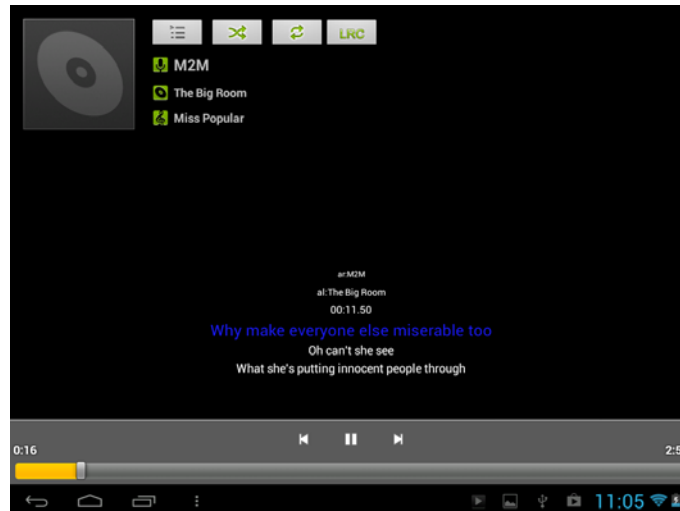 LRC
M2M
The Big Room
Miss Popular
ar:M2M
al:The Big Room
00:11.50
Why make everyone else miserable too
Oh can't she see
What she's putting innocent people through
0:16
11:05